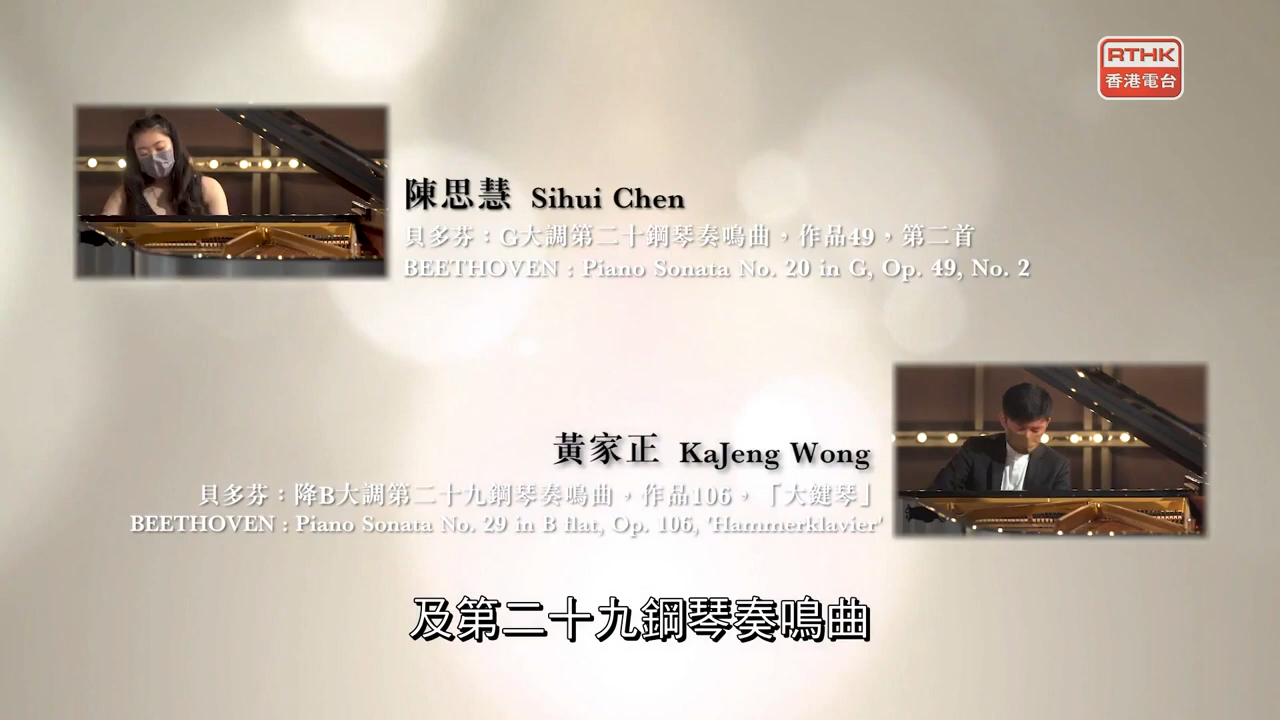 RTHK
香港電台
陳思慧 Sihui Chen
貝多芬：G大調第二十鋼琴奏鳴曲，作品49，第二首
BEETHOVEN : Piano Sonata No. 20 in G, Op. 49, No. 2
黃家正 KaJeng Wong
貝多芬：降B大調第二十九鋼琴奏鳴曲，作品106，「大鍵琴」
BEETHOVEN : Piano Sonata No. 29 in B flat, Op. 106, 'Hammerklavier'
及第二十九鋼琴奏鳴曲